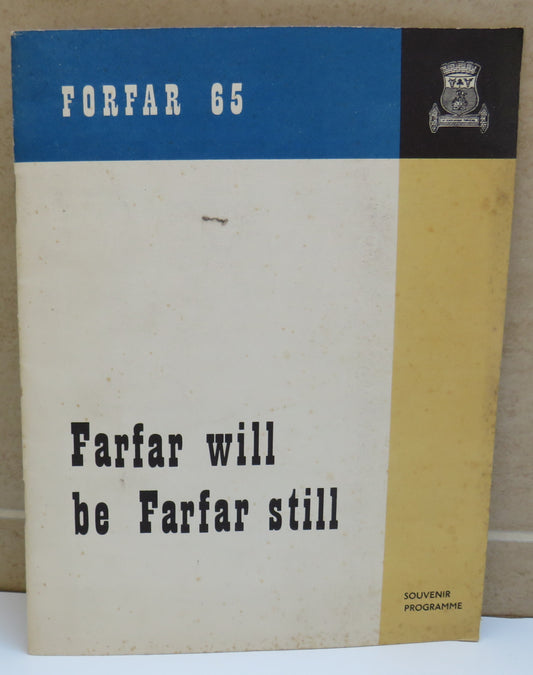 FORFAR 65
Farfar will
be Farfar still
SOUVENIR
PROGRAMME